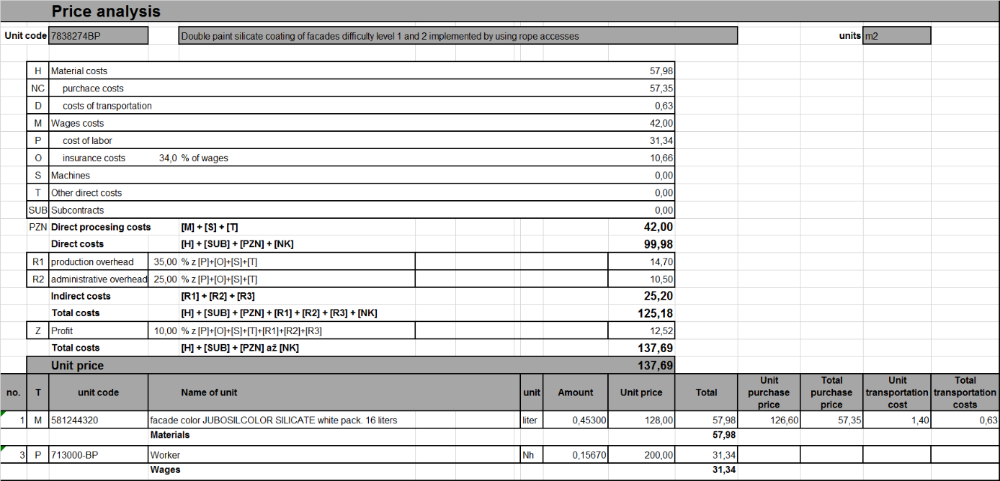 Price analysis
Unit code 7838274BP Double paint silicate coating of facades difficulty level 1 and 2 implemented by using rope accesses units m2
H Material costs 57,98
NC purchace costs 57,35
D costs of transportation 0,63
M Wages costs 42,00
P cost of labor 31,34
O insurance costs 34,0 % of wages 10,66
S Machines 0,00
T Other direct costs 0,00
SUB Subcontracts 0,00
PZN Direct procesing costs [M] + [S] + [T] 42,00
Direct costs [H] + [SUB] + [PZN] + [NK] 99,98
R1 production overhead 35,00 % z [P]+[O]+[S]+[T] 14,70
R2 administrative overhead 25,00 % z [P]+[O]+[S]+[T] 10,50
Indirect costs [R1] + [R2] + [R3] 25,20
Total costs [H] + [SUB] + [PZN] + [R1] + [R2] + [R3] + [NK] 125,18
Z Profit 10,00 % z [P]+[O]+[S]+[T]+[R1]+[R2]+[R3] 12,52
Total costs [H] + [SUB] + [PZN] až [NK] 137,69
Unit price 137,69
no. T unit code Name of unit unit Amount Unit price Total Unit purchase price Total purchase price Unit transportation cost Total transportation costs
1 M 581244320 facade color JUBOSILCOLOR SILICATE white pack. 16 liters liter 0,45300 128,00 57,98 126,60 57,35 1,40 0,63
Materials 57,98
3 P 713000-BP Worker Nh 0,15670 200,00 31,34
Wages 31,34